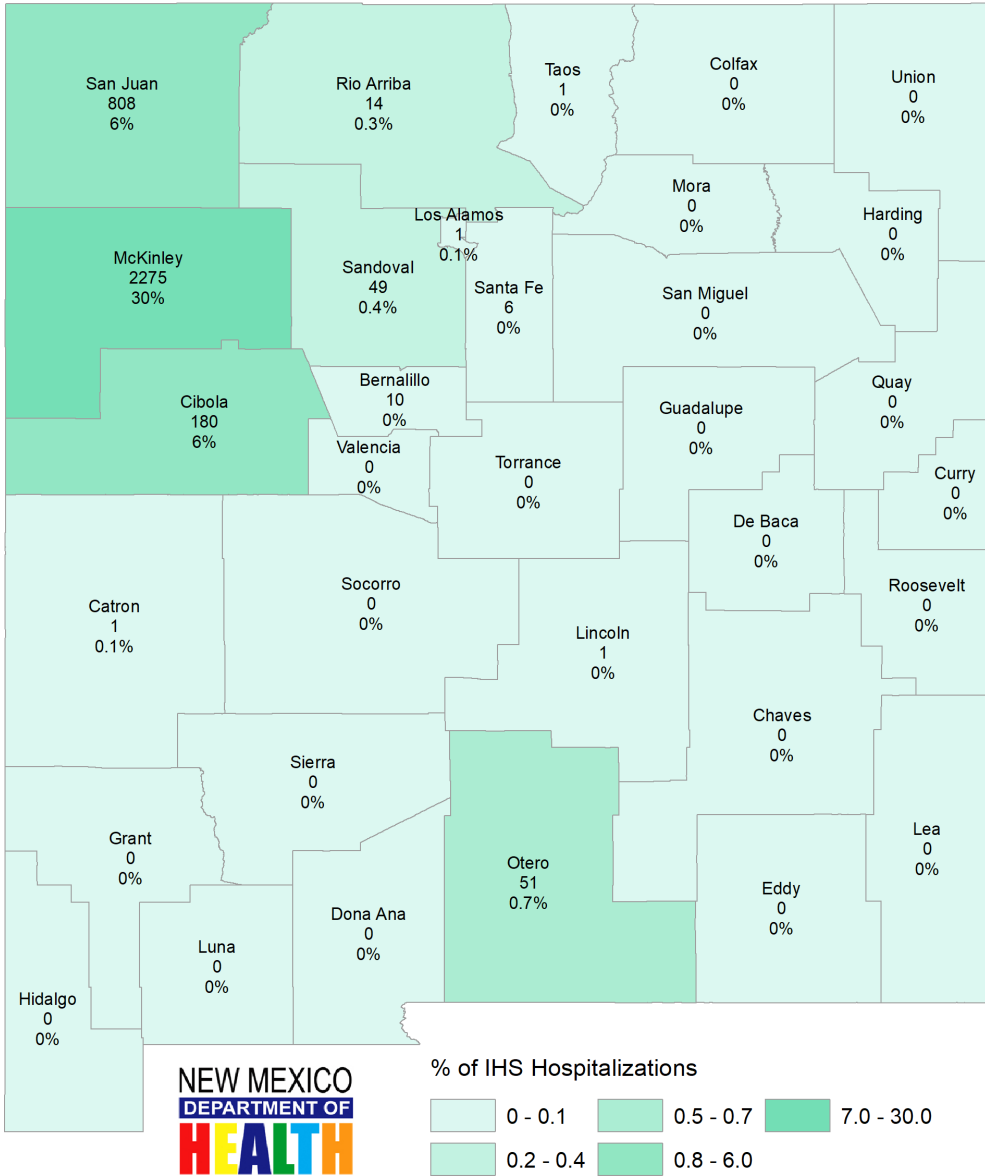 San Juan
808
6%
Rio Arriba
14
0.3%
Taos
1
0%
Colfax
0
0%
Union
0
0%
Mora
0
0%
Harding
0
0%
Los Alamos
1
0.1%
McKinley
2275
30%
Sandoval
49
0.4%
Santa Fe
6
0%
San Miguel
0
0%
Bernalillo
10
0%
Cibola
180
6%
Quay
0
0%
Guadalupe
0
0%
Valencia
0
0%
Torrance
0
0%
Curry
0
0%
De Baca
0
0%
Roosevelt
0
0%
Socorro
0
0%
Catron
1
0.1%
Lincoln
1
0%
Chaves
0
0%
Sierra
0
0%
Grant
0
0%
Lea
0
0%
Otero
51
0.7%
Eddy
0
0%
Dona Ana
0
0%
Luna
0
0%
Hidalgo
0
0%
NEW MEXICO
DEPARTMENT OF
HEALTH
% of IHS Hospitalizations
0 - 0.1
0.5 - 0.7
7.0 - 30.0
0.2 - 0.4
0.8 - 6.0